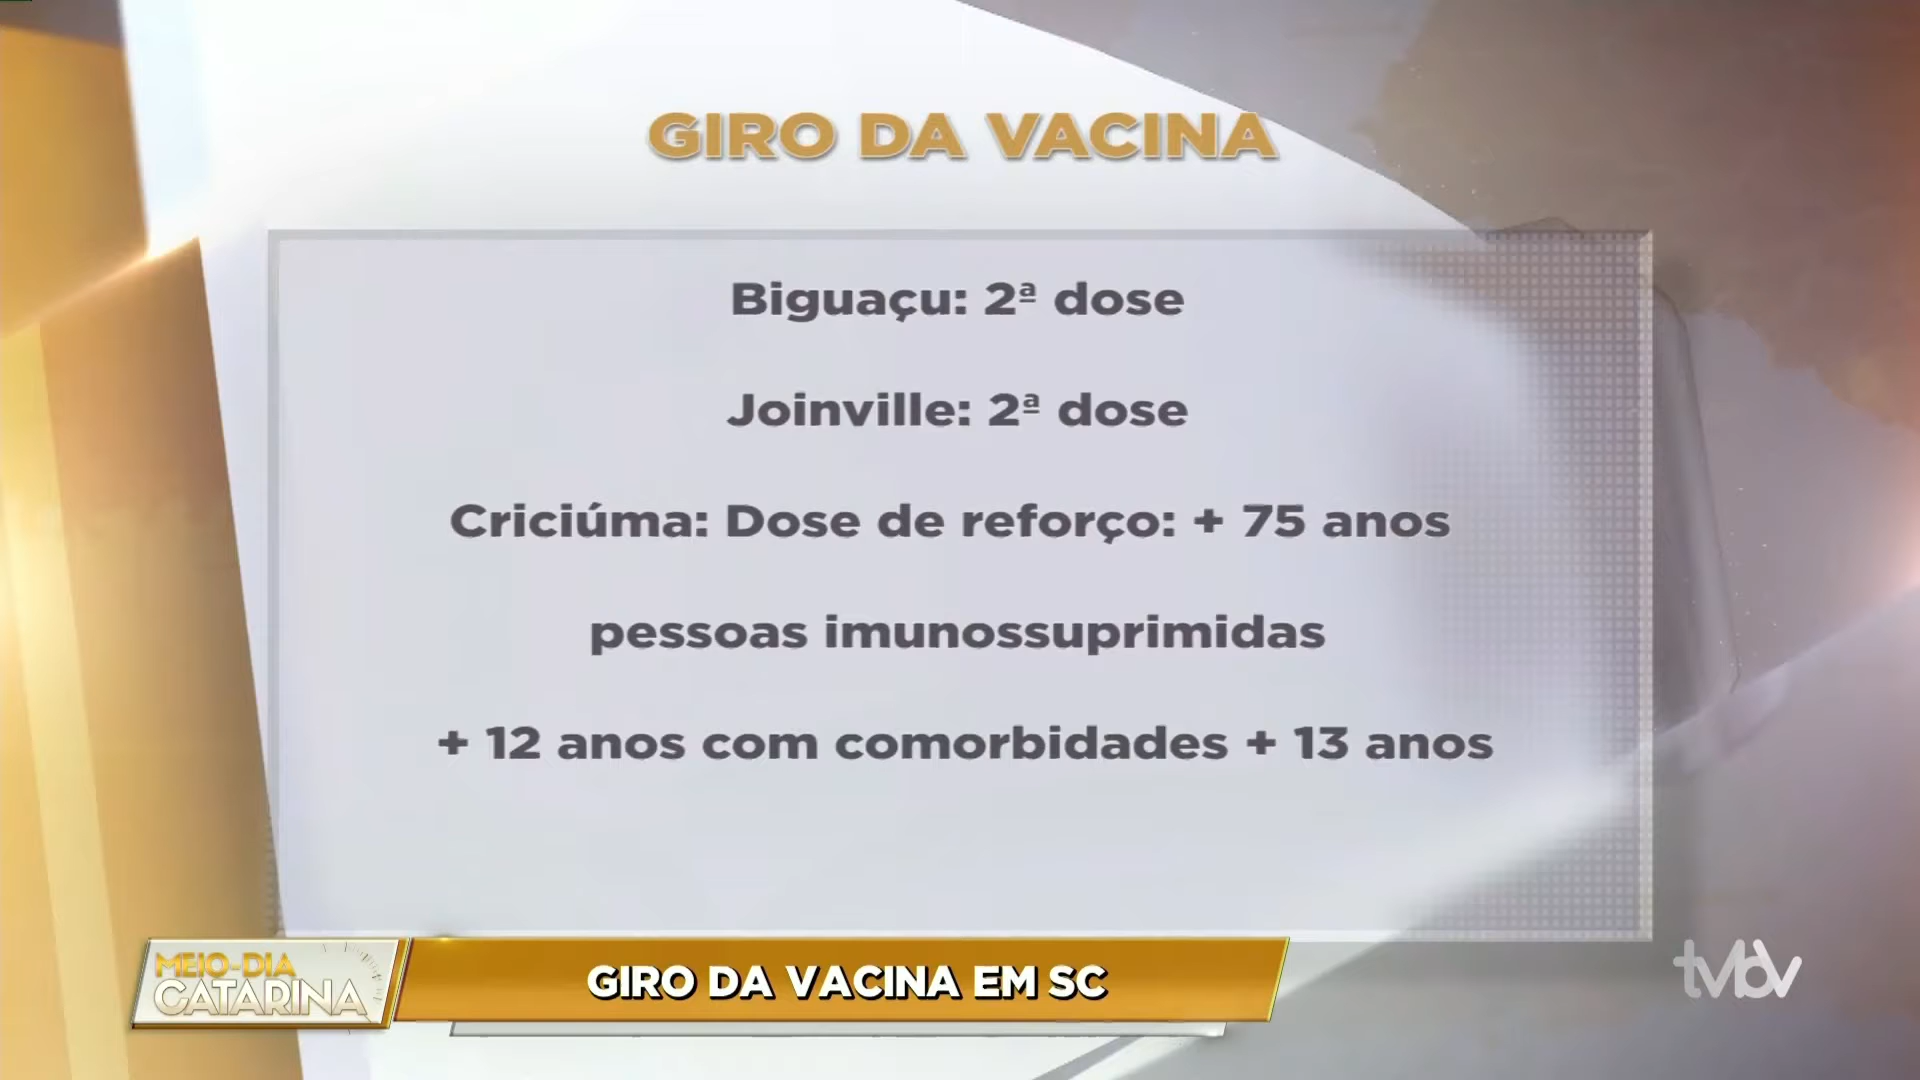 GIRO DA VACINA
Biguaçu: 2ª dose
Joinville: 2ª dose
Criciúma: Dose de reforço: + 75 anos
pessoas imunossuprimidas
+ 12 anos com comorbidades + 13 anos
MEIO-DIA
CATARINA
GIRO DA VACINA EM SC
tvbv